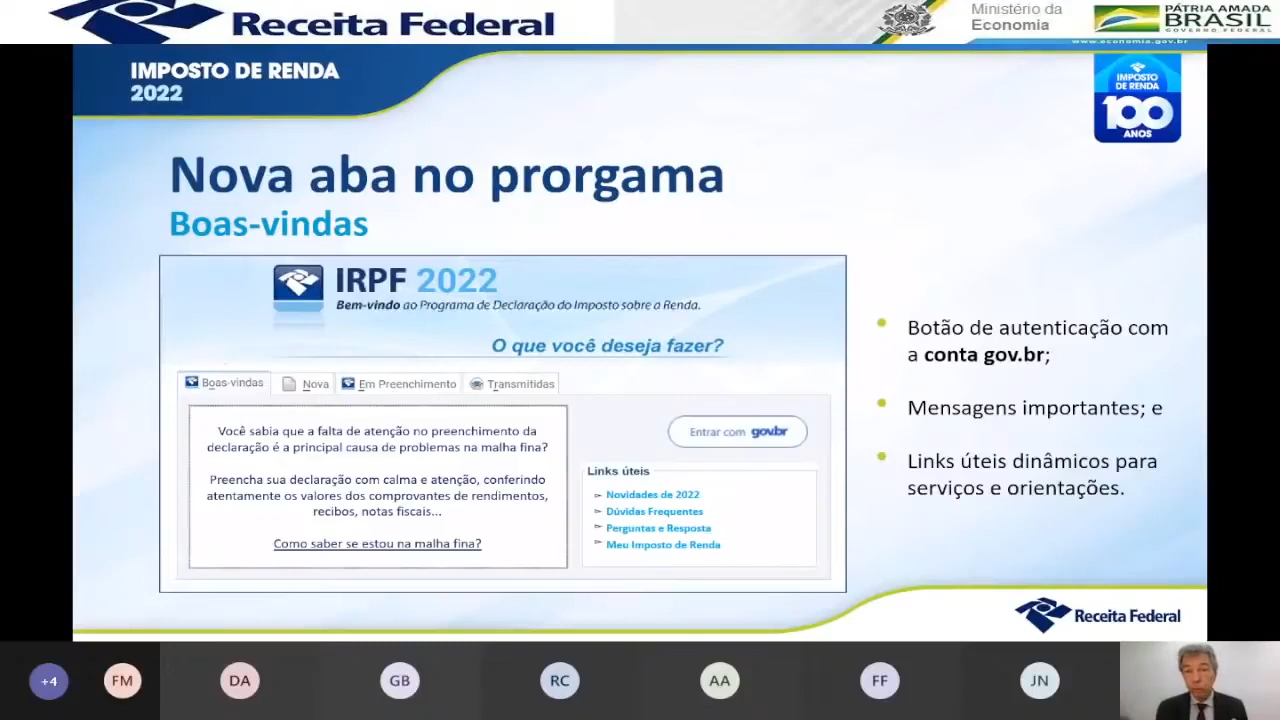 Receita Federal
Ministério da
Economia
PÁTRIA AMADA
BRASIL
GOVERNO FEDERAL
www.economia.gov.br
IMPOSTO DE RENDA
2022
IMPOSTO
DE RENDA
100
ANOS
Nova aba no prorgama
Boas-vindas
IRPF 2022
Bem-vindo ao Programa de Declaração do Imposto sobre a Renda.
O que você deseja fazer?
Boas-vindas
Nova
Em Preenchimento
Transmitidas
Você sabia que a falta de atenção no preenchimento da
declaração é a principal causa de problemas na malha fina?
Preencha sua declaração com calma e atenção, conferindo
atentamente os valores dos comprovantes de rendimentos,
recibos, notas fiscais...
Como saber se estou na malha fina?
Entrar com gov.br
Links úteis
Novidades de 2022
Dúvidas Frequentes
Perguntas e Resposta
Meu Imposto de Renda
Botão de autenticação com
a conta gov.br;
Mensagens importantes; e
Links úteis dinâmicos para
serviços e orientações.
Receita Federal
+4
FM
DA
GB
RC
AA
FF
JN